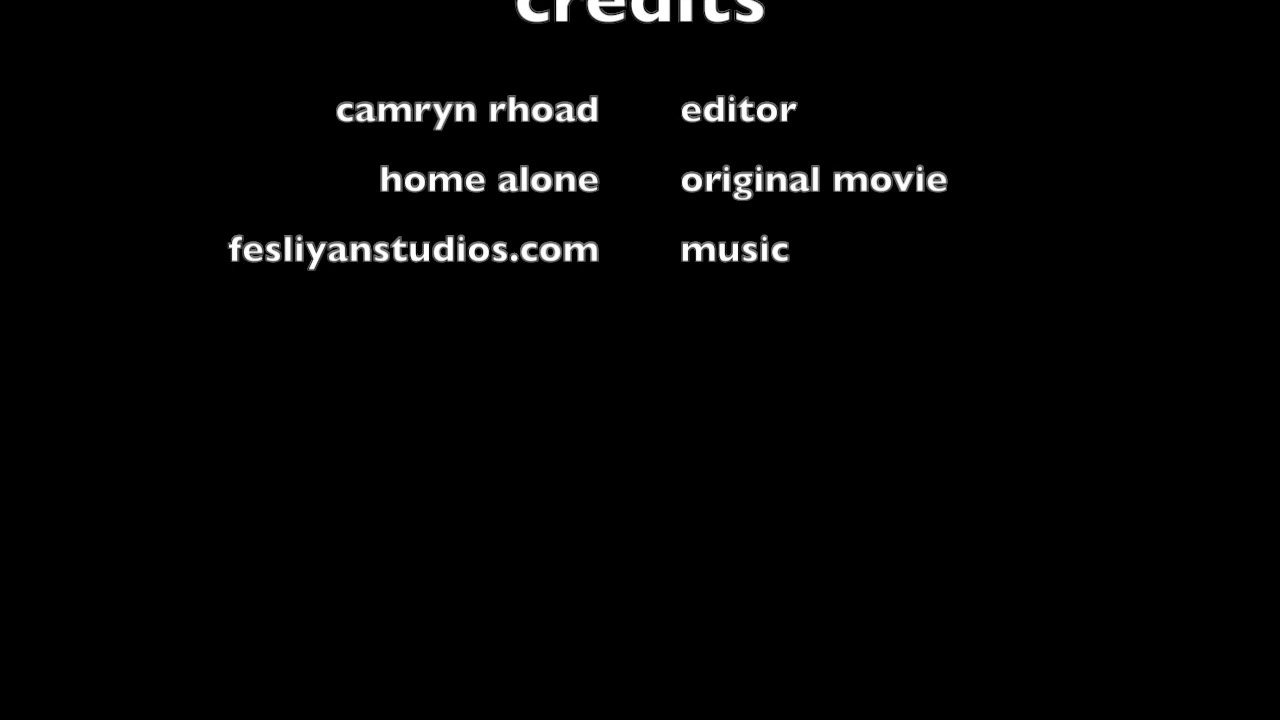 credits
camryn rhoad editor
home alone original movie
fesliyanstudios.com music